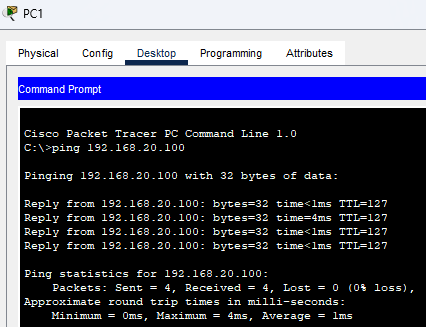 PC1
Physical Config Desktop Programming Attributes
Command Prompt
Cisco Packet Tracer PC Command Line 1.0
C:\>ping 192.168.20.100
Pinging 192.168.20.100 with 32 bytes of data:
Reply from 192.168.20.100: bytes=32 time<1ms TTL=127
Reply from 192.168.20.100: bytes=32 time=4ms TTL=127
Reply from 192.168.20.100: bytes=32 time<1ms TTL=127
Reply from 192.168.20.100: bytes=32 time<1ms TTL=127
Ping statistics for 192.168.20.100:
Packets: Sent = 4, Received = 4, Lost = 0 (0% loss),
Approximate round trip times in milli-seconds:
Minimum = 0ms, Maximum = 4ms, Average = 1ms